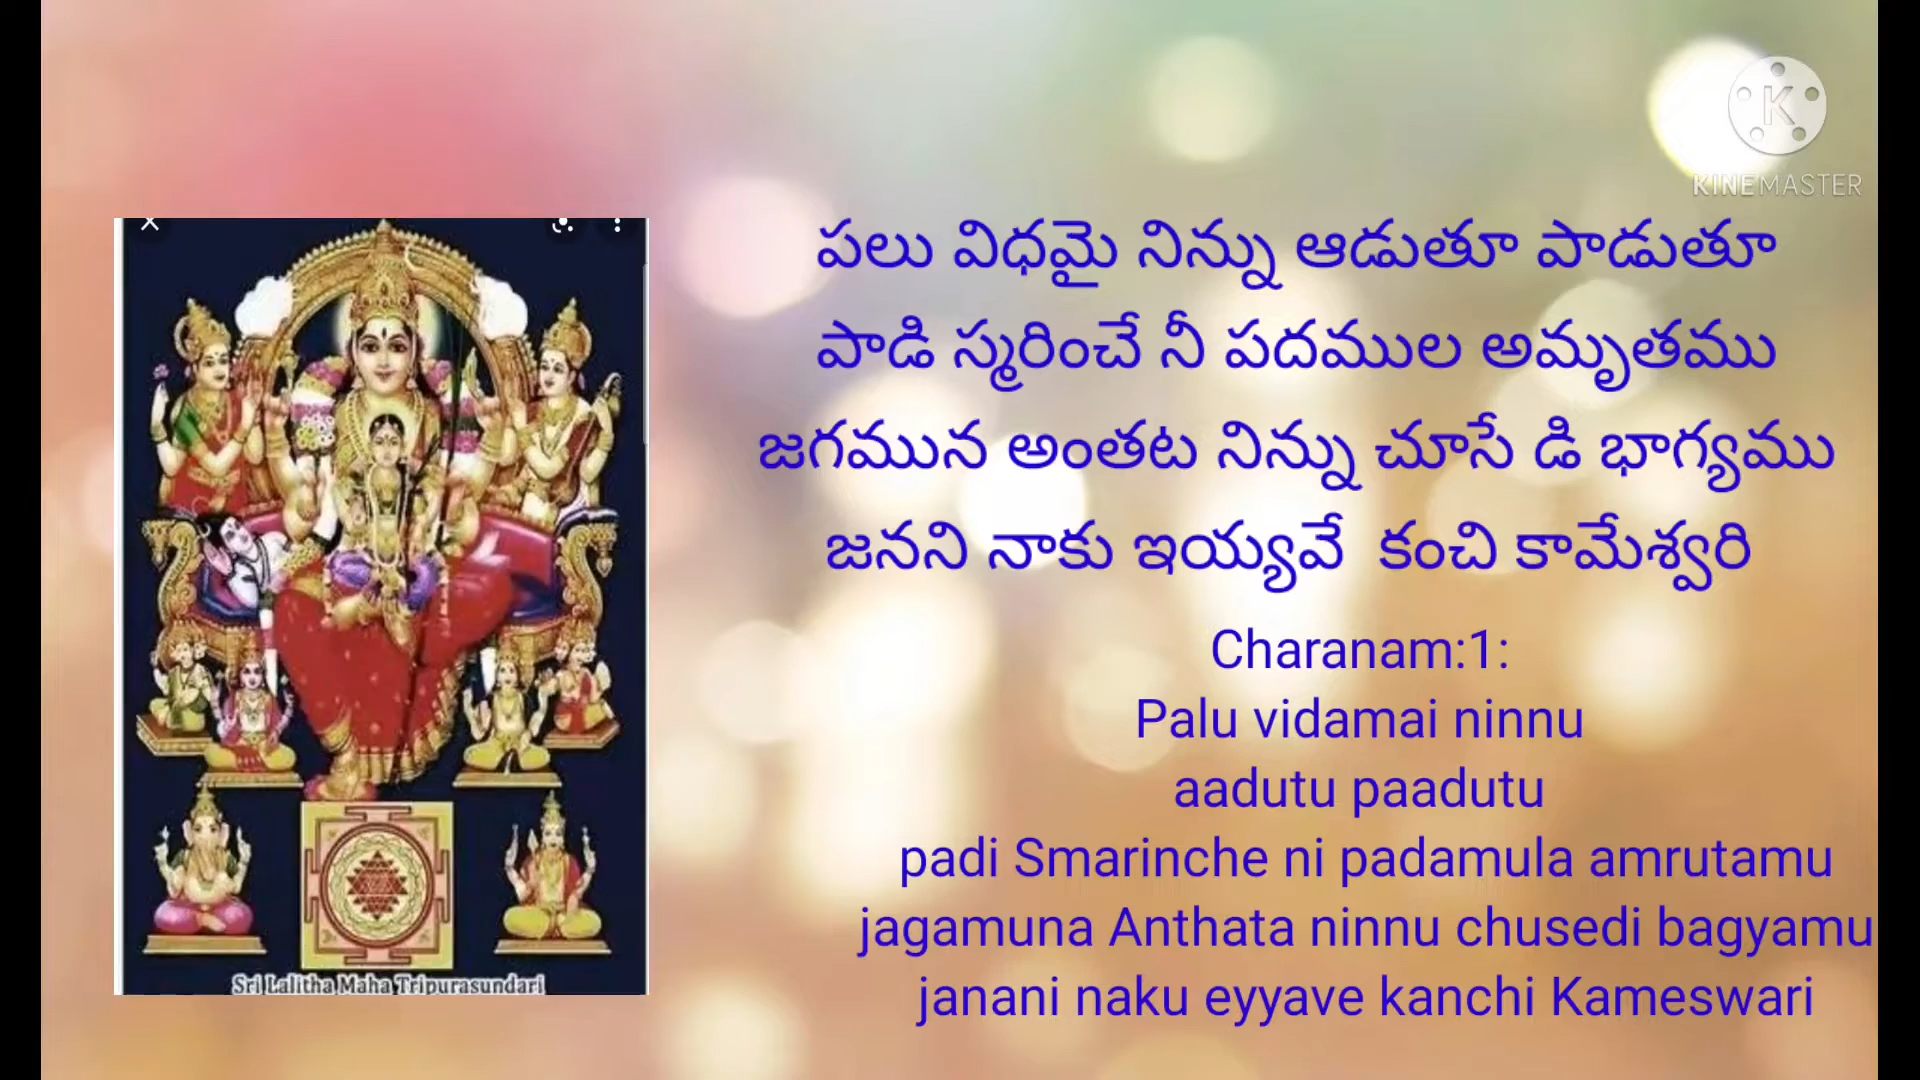 KINEMASTER
పలు విధమై నిన్ను ఆడుతూ పాడుతూ
పాడి స్మరించే నీ పదముల అమృతము
జగమున అంతట నిన్ను చూసే డి భాగ్యము
జనని నాకు ఇయ్యవే కంచి కామేశ్వరి
Charanam:1:
Palu vidamai ninnu
aadutu paadutu
padi Smarinche ni padamula amrutamu
jagamuna Anthata ninnu chusedi bagyamu
janani naku eyyave kanchi Kameswari
Sri Lalitha Maha Tripurasundari